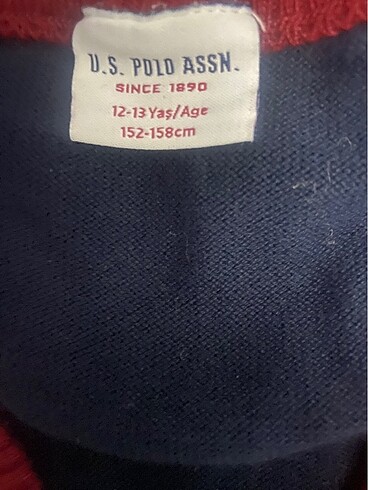 U.S. POLO ASSN.
SINCE 1890
12-13 Yaş/Age
152-158cm